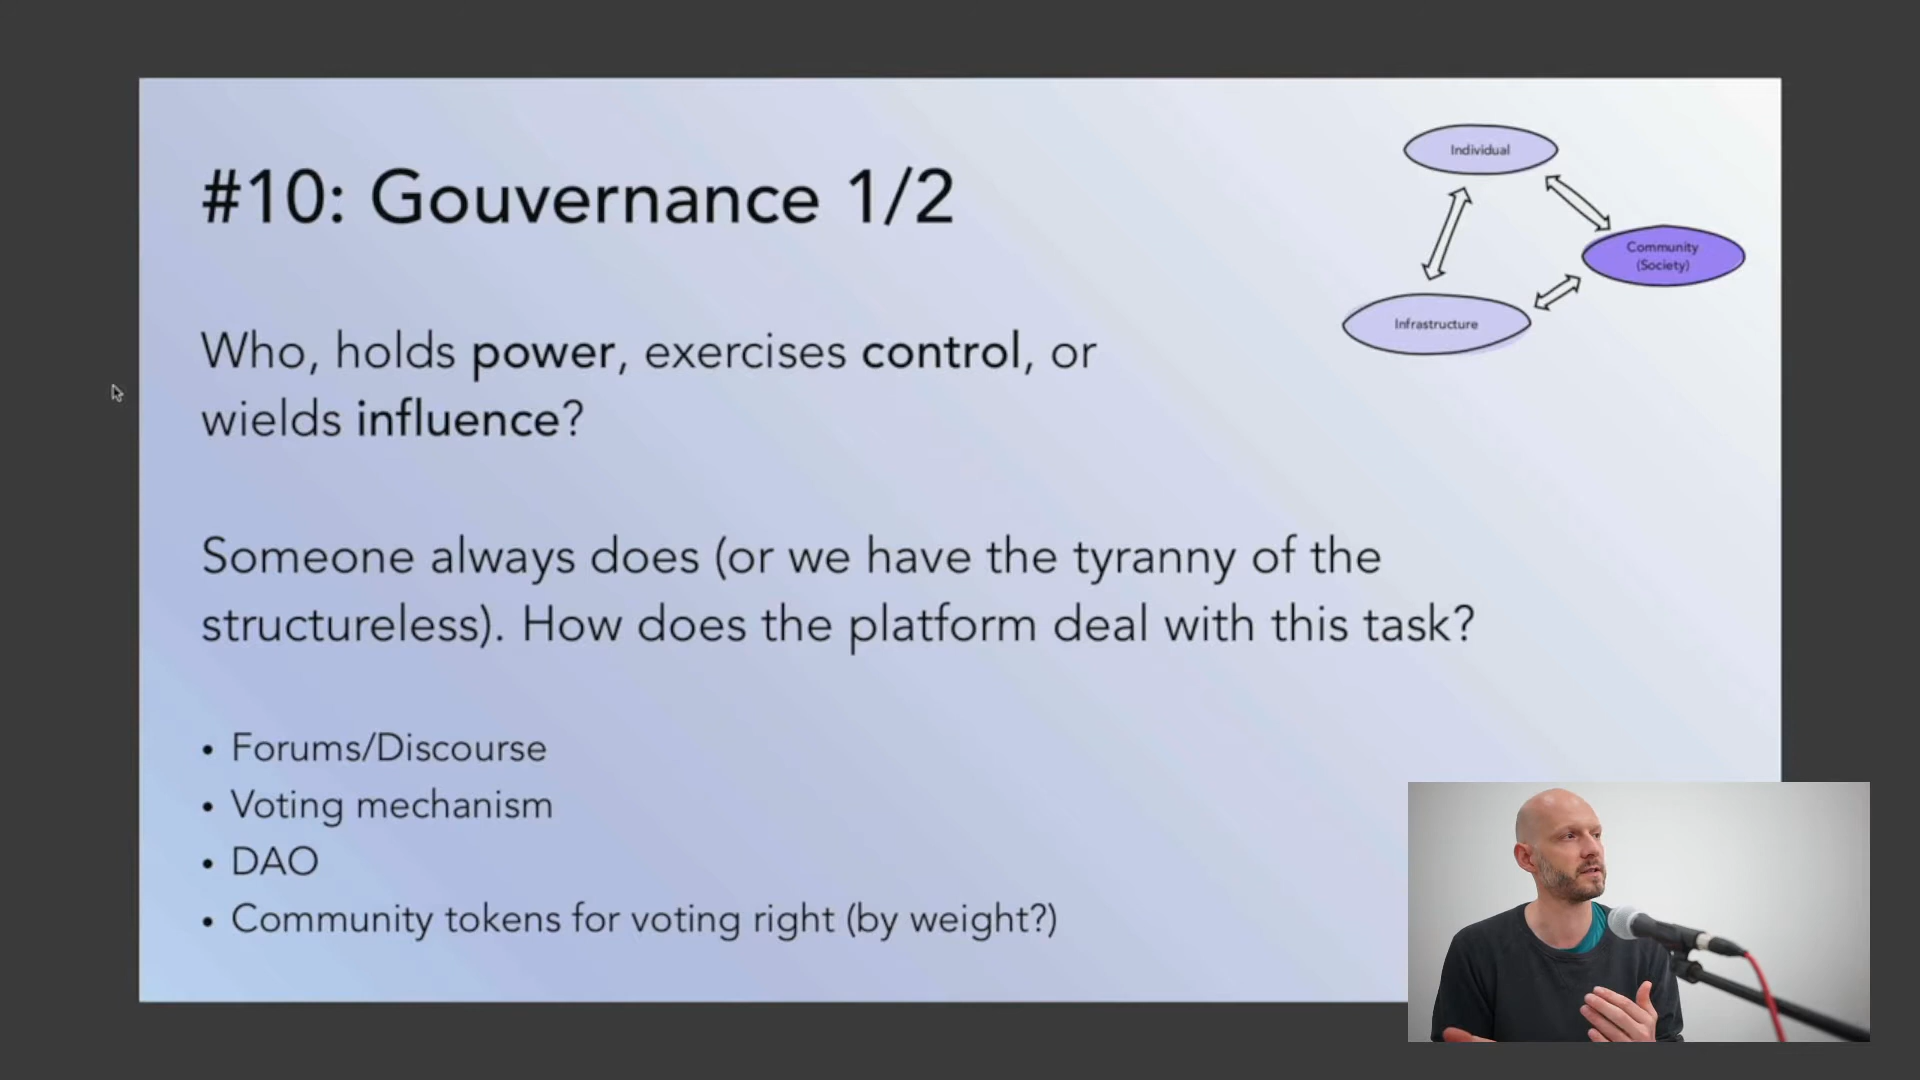 #10: Gouvernance 1/2
Individual
Community
(Society)
Infrastructure
Who, holds power, exercises control, or
wields influence?
Someone always does (or we have the tyranny of the
structureless). How does the platform deal with this task?
• Forums/Discourse
• Voting mechanism
• DAO
• Community tokens for voting right (by weight?)